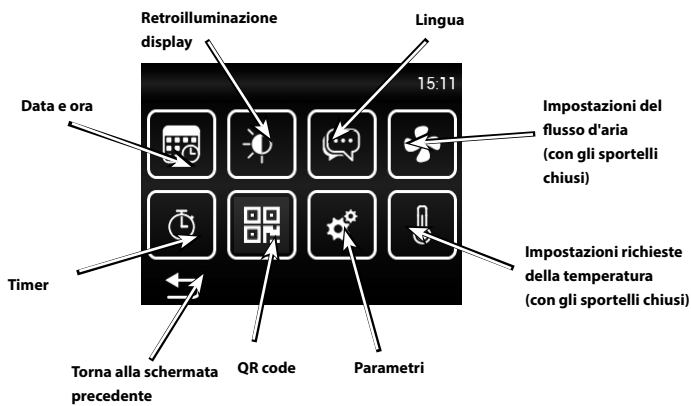 Retroilluminazione
display
Lingua
15:11
Data e ora
Impostazioni del
flusso d'aria
(con gli sportelli
chiusi)
Timer
Impostazioni richieste
della temperatura
(con gli sportelli chiusi)
Torna alla schermata
precedente
QR code
Parametri